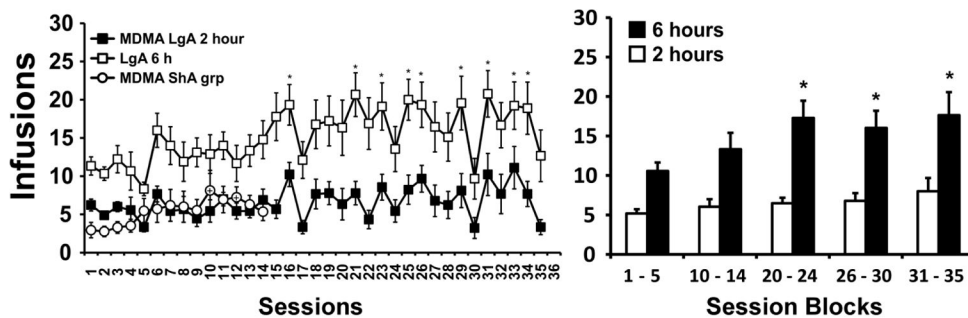 30
25
20
15
10
5
0
Infusions
MDMA LgA 2 hour
LgA 6 h
MDMA ShA grp
* * * * * * * * *
1 2 3 4 5 6 7 8 9 10 11 12 13 14 15 16 17 18 19 20 21 22 23 24 25 26 27 28 29 30 31 32 33 34 35 36
Sessions
30
25
20
15
10
5
0
6 hours
2 hours
* * *
1 - 5 10 - 14 20 - 24 26 - 30 31 - 35
Session Blocks